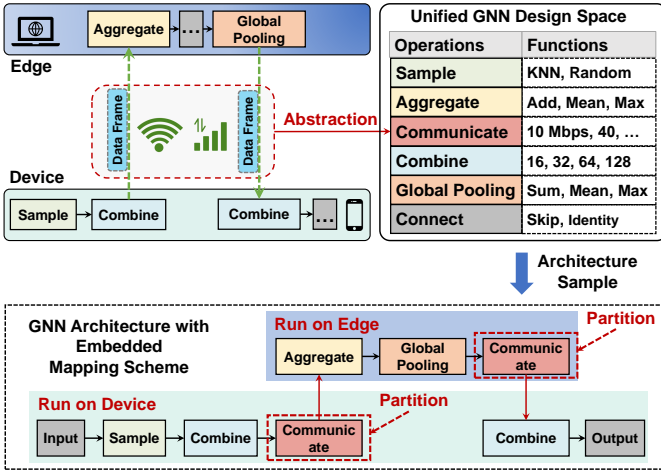 Aggregate
...
Global
Pooling
Edge
Data Frame
Data Frame
Abstraction
Device
Sample
Combine
Combine
...
Unified GNN Design Space
Operations Functions
Sample KNN, Random
Aggregate Add, Mean, Max
Communicate 10 Mbps, 40, ...
Combine 16, 32, 64, 128
Global Pooling Sum, Mean, Max
Connect Skip, Identity
Architecture
Sample
GNN Architecture with
Embedded
Mapping Scheme
Run on Edge
Partition
Aggregate
Global
Pooling
Communic
ate
Run on Device
Partition
Input
Sample
Combine
Communic
ate
Combine
Output